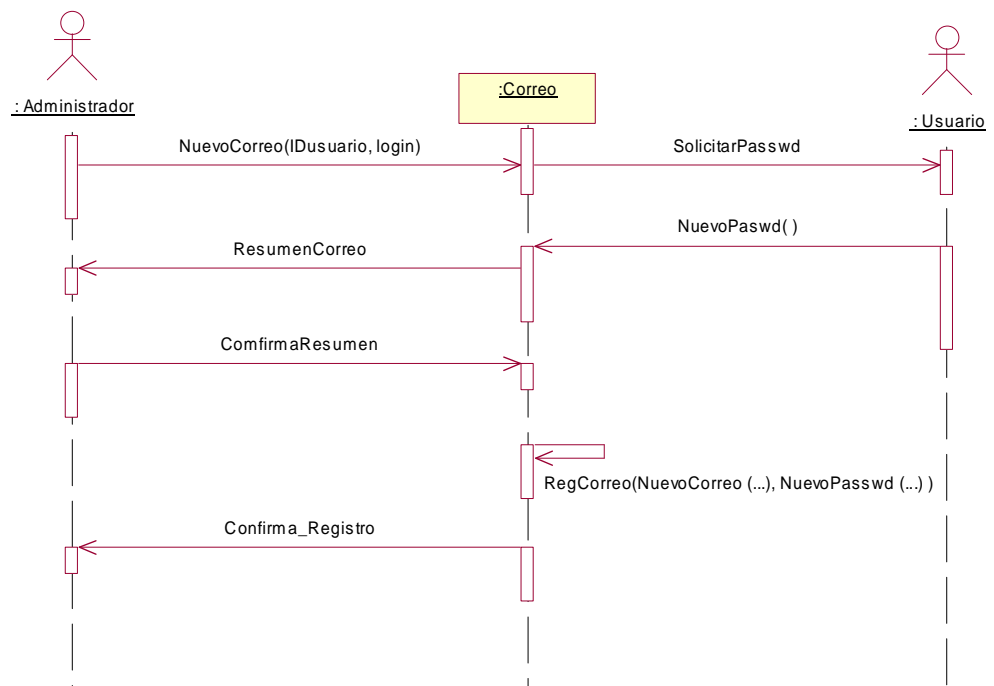 : Administrador
:Correo
: Usuario
NuevoCorreo(IDusuario, login)
SolicitarPasswd
NuevoPaswd( )
ResumenCorreo
ComfirmaResumen
RegCorreo(NuevoCorreo (...), NuevoPasswd (...) )
Confirma_Registro